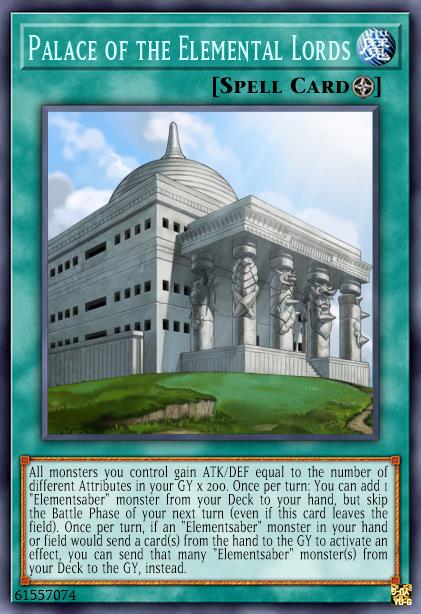 Palace of the Elemental Lords
魔
[Spell Card]
All monsters you control gain ATK/DEF equal to the number of
different Attributes in your GY x 200. Once per turn: You can add 1
"Elementsaber" monster from your Deck to your hand, but skip
the Battle Phase of your next turn (even if this card leaves the
field). Once per turn, if an "Elementsaber" monster in your hand
or field would send a card(s) from the hand to the GY to activate an
effect, you can send that many "Elementsaber" monster(s) from
your Deck to the GY, instead.
61557074